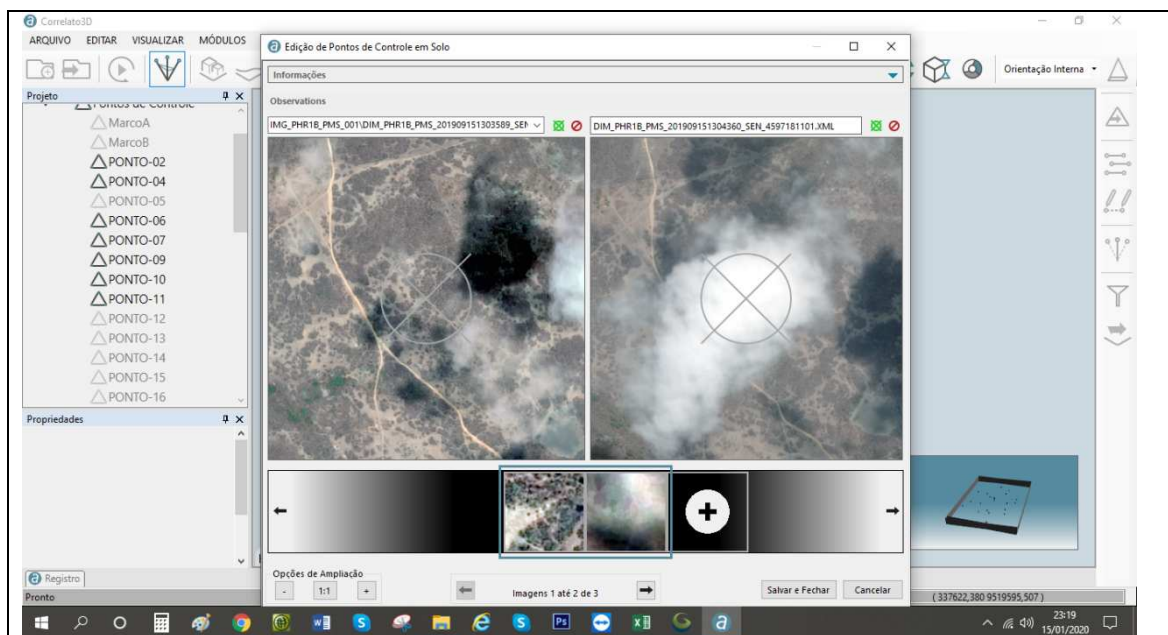 Correlato3D
ARQUIVO EDITAR VISUALIZAR MÓDULOS
Edição de Pontos de Controle em Solo
Orientação Interna
Informações
Projeto
Observations
IMG_PHR1B_PMS_001\DIM_PHR1B_PMS_201909151303589_SEN
DIM_PHR1B_PMS_201909151304360_SEN_4597181101.XML
Pontos de Controle
MarcoA
MarcoB
PONTO-02
PONTO-04
PONTO-05
PONTO-06
PONTO-07
PONTO-09
PONTO-10
PONTO-11
PONTO-12
PONTO-13
PONTO-14
PONTO-15
PONTO-16
Propriedades
Opções de Ampliação
- 1:1 +
Imagens 1 até 2 de 3
Salvar e Fechar Cancelar
Registro
Pronto
( 337622,380 9519595,507 )
23:19
15/01/2020